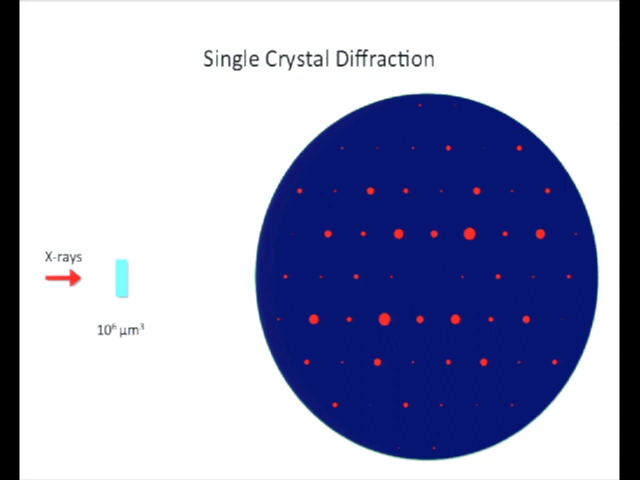 Single Crystal Diffraction
X-rays
10⁶ µm³